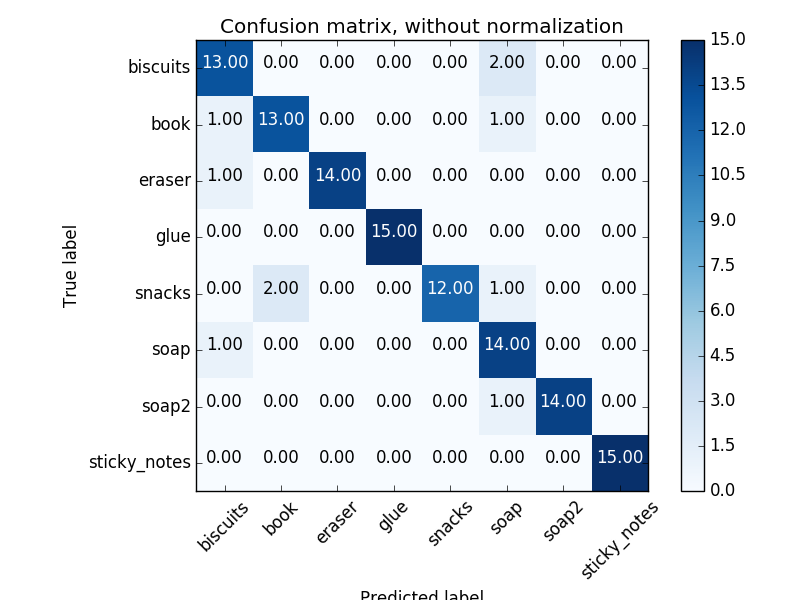 Confusion matrix, without normalization
biscuits 13.00 0.00 0.00 0.00 0.00 2.00 0.00 0.00
book 1.00 13.00 0.00 0.00 0.00 1.00 0.00 0.00
eraser 1.00 0.00 14.00 0.00 0.00 0.00 0.00 0.00
glue 0.00 0.00 0.00 15.00 0.00 0.00 0.00 0.00
snacks 0.00 2.00 0.00 0.00 12.00 1.00 0.00 0.00
soap 1.00 0.00 0.00 0.00 0.00 14.00 0.00 0.00
soap2 0.00 0.00 0.00 0.00 0.00 1.00 14.00 0.00
sticky_notes 0.00 0.00 0.00 0.00 0.00 0.00 0.00 15.00
biscuits book eraser glue snacks soap soap2 sticky_notes
True label
Predicted label
15.0
13.5
12.0
10.5
9.0
7.5
6.0
4.5
3.0
1.5
0.0